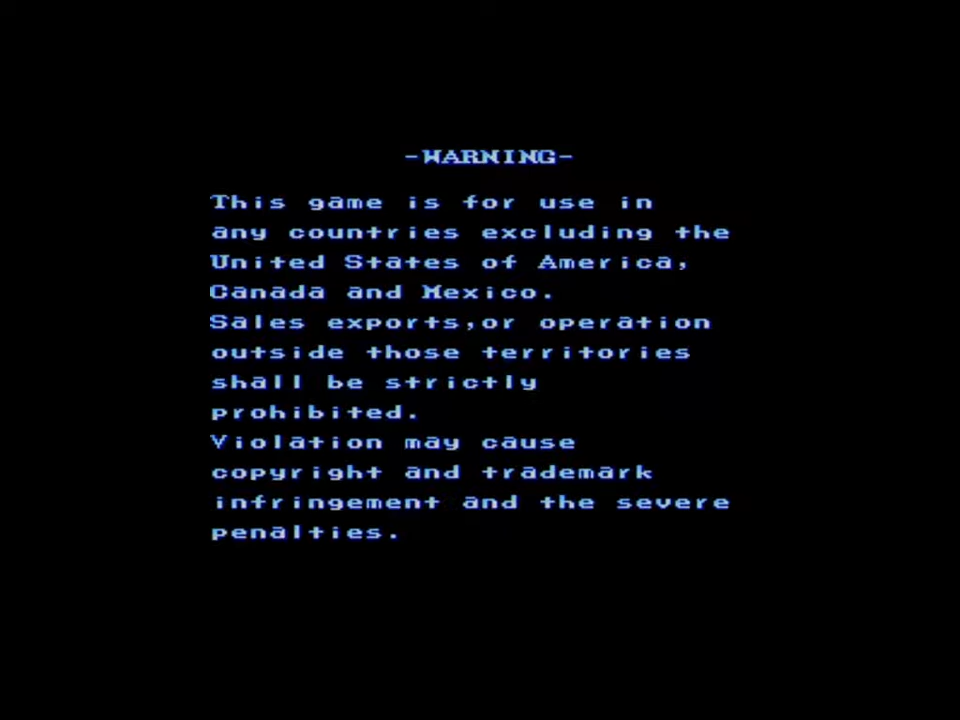 -WARNING-
This game is for use in
any countries excluding the
United States of America,
Canada and Mexico.
Sales exports,or operation
outside those territories
shall be strictly
prohibited.
Violation may cause
copyright and trademark
infringement and the severe
penalties.